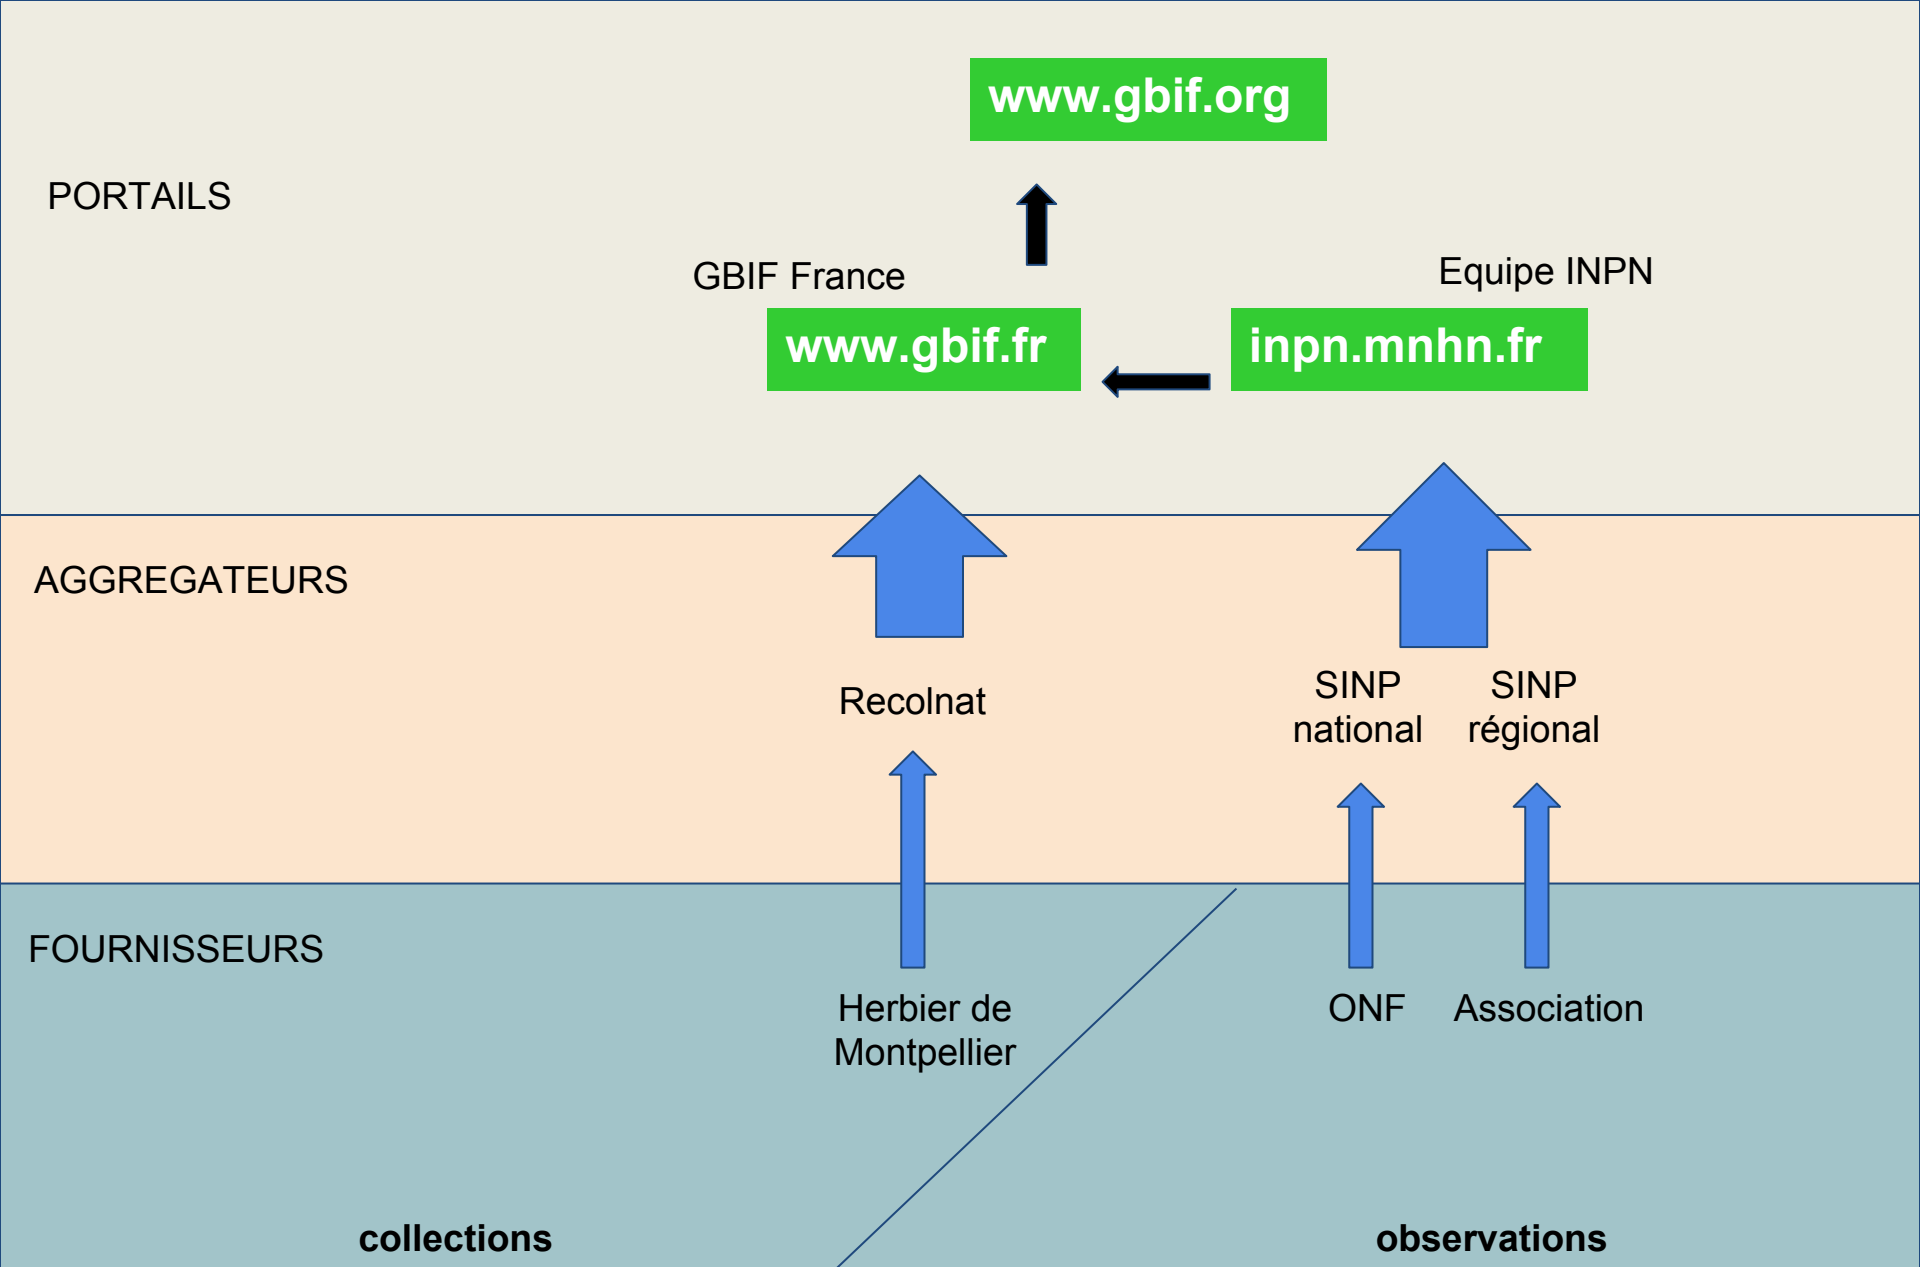 www.gbif.org
PORTAILS
GBIF France
Equipe INPN
www.gbif.fr
inpn.mnhn.fr
AGGREGATEURS
Recolnat
SINP
national
SINP
régional
FOURNISSEURS
Herbier de
Montpellier
ONF
Association
collections
observations